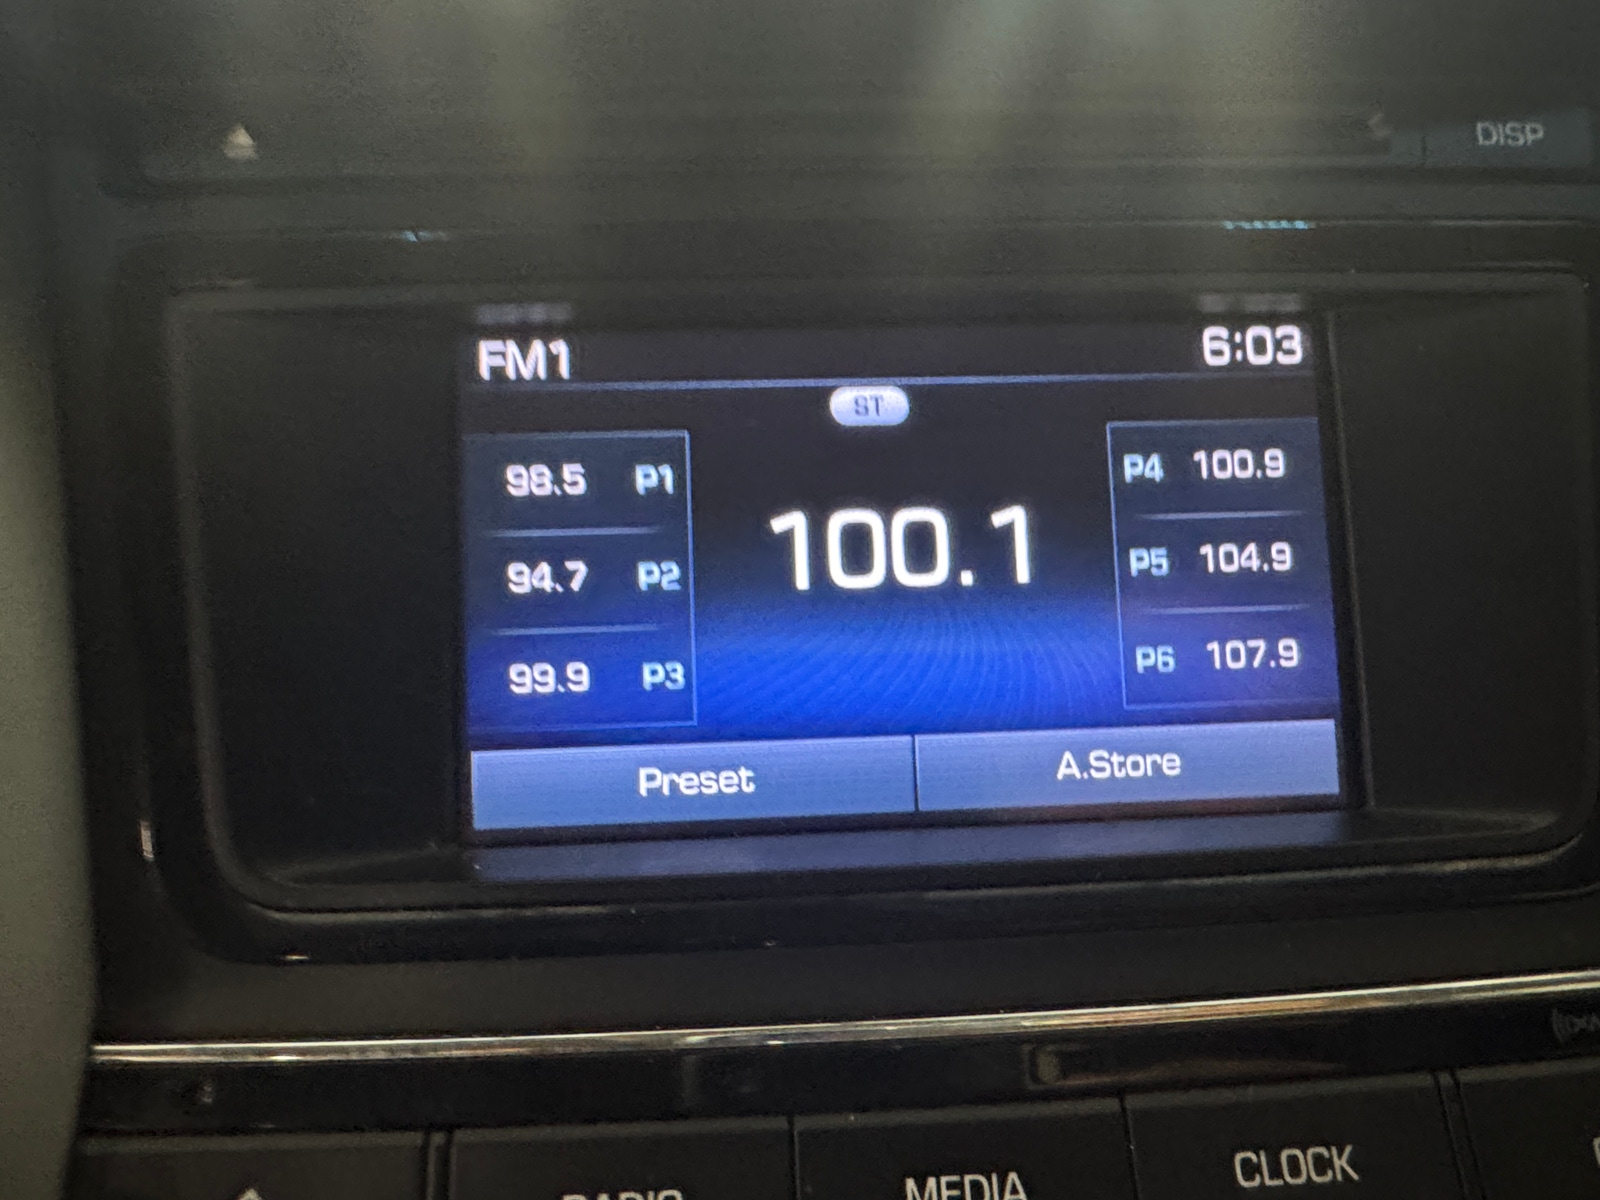 DISP
FM1 6:03
ST
98.5 P1
94.7 P2
99.9 P3
100.1
P4 100.9
P5 104.9
P6 107.9
Preset A.Store
RADIO MEDIA CLOCK